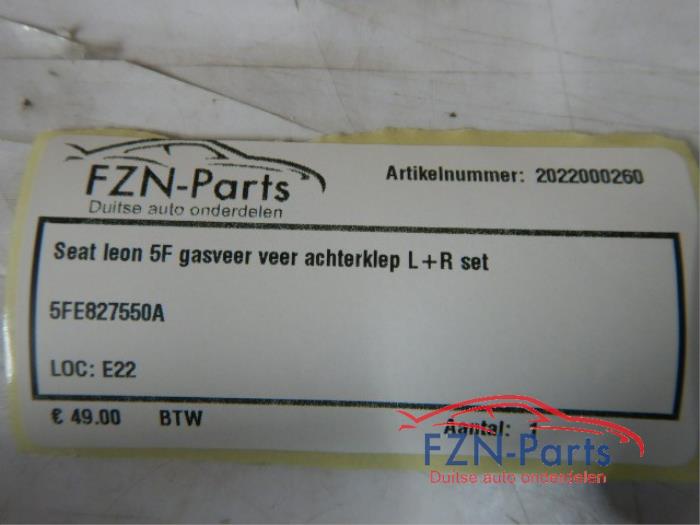 FZN-Parts
Duitse auto onderdelen
Artikelnummer: 2022000260
Seat leon 5F gasveer veer achterklep L+R set
5FE827550A
LOC: E22
€ 49.00 BTW Aantal: 1
FZN-Parts
Duitse auto onderdelen